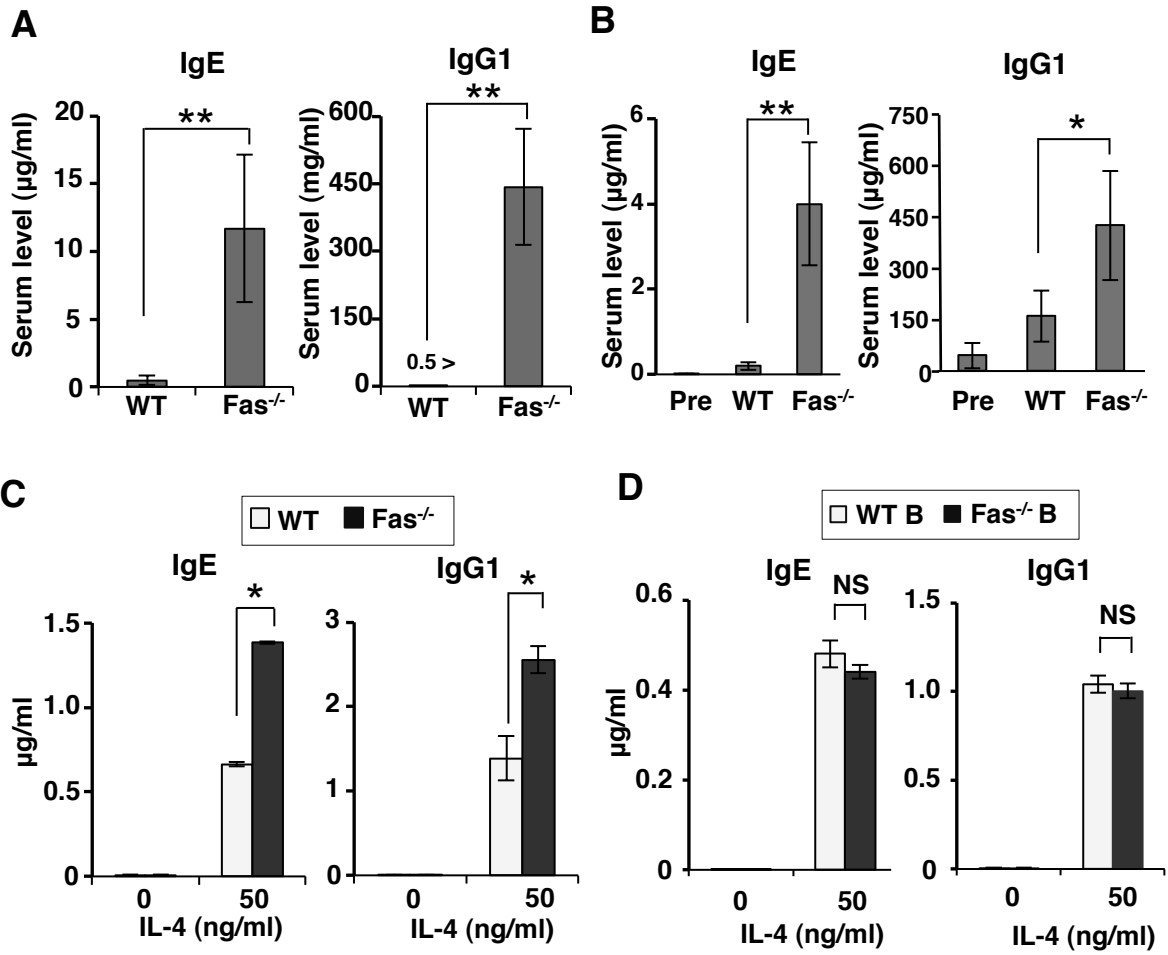 A
IgE
Serum level (µg/ml)
20
15
10
5
0
**
WT
Fas-/-
IgG1
Serum level (mg/ml)
600
450
300
150
0
**
0.5 >
WT
Fas-/-
B
IgE
Serum level (µg/ml)
6
4
2
0
**
Pre
WT
Fas-/-
IgG1
Serum level (µg/ml)
750
600
450
300
150
0
*
Pre
WT
Fas-/-
C
WT
Fas-/-
IgE
µg/ml
1.5
1.0
0.5
0
*
0
50
IL-4 (ng/ml)
IgG1
3
2
1
0
*
0
50
IL-4 (ng/ml)
D
WT B
Fas-/- B
IgE
µg/ml
0.6
0.4
0.2
0
NS
0
50
IL-4 (ng/ml)
IgG1
1.5
1.0
0.5
0
NS
0
50
IL-4 (ng/ml)